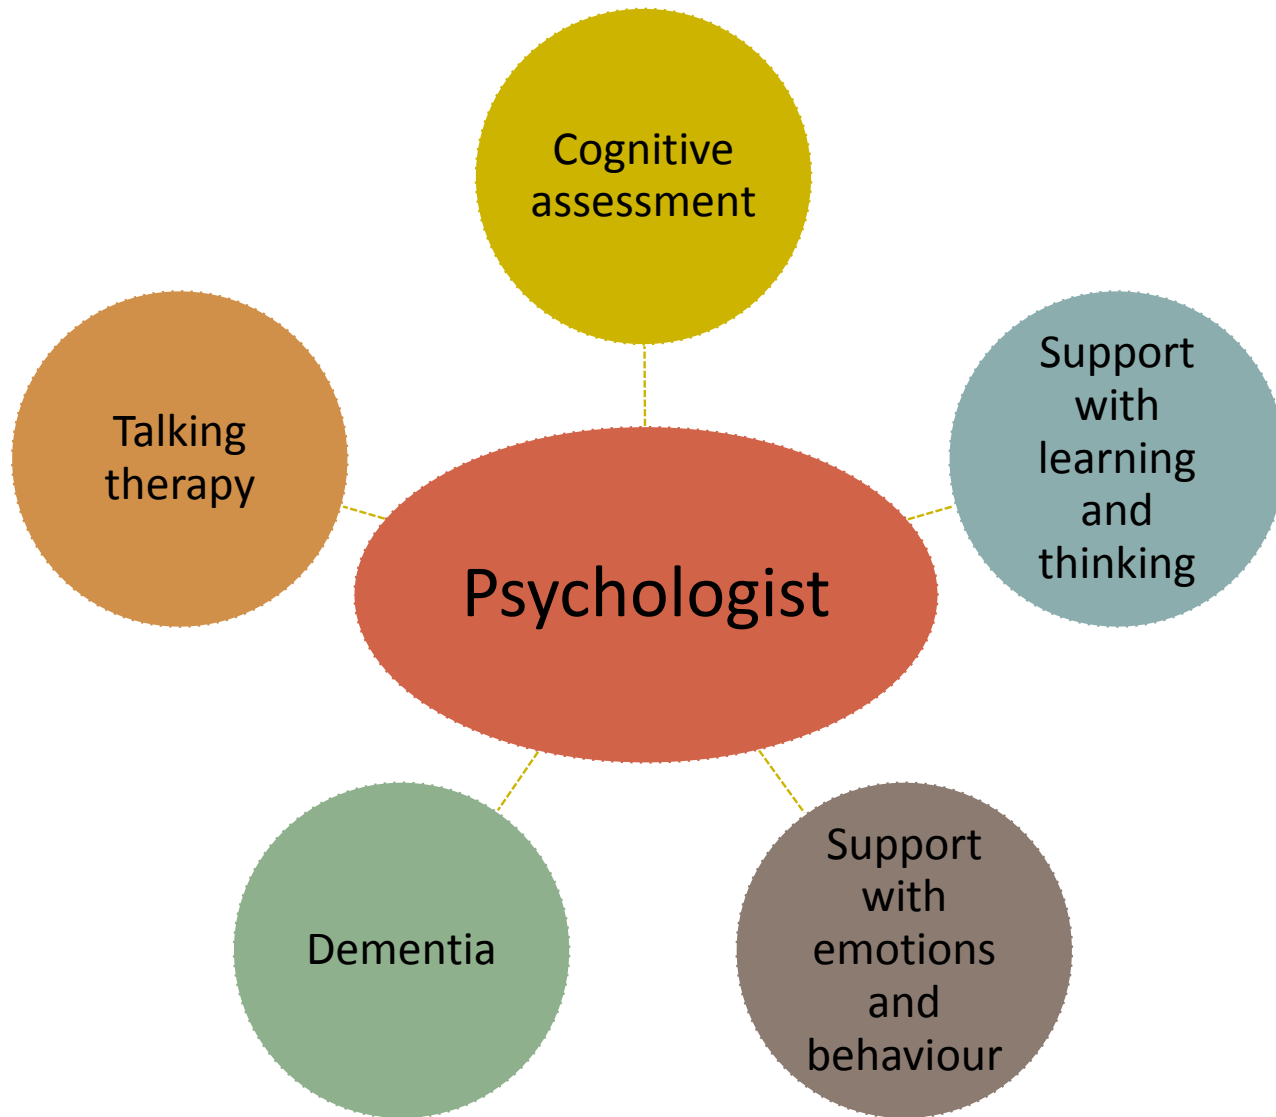 Cognitive
assessment
Support
with
learning
and
thinking
Talking
therapy
Psychologist
Support
with
emotions
and
behaviour
Dementia